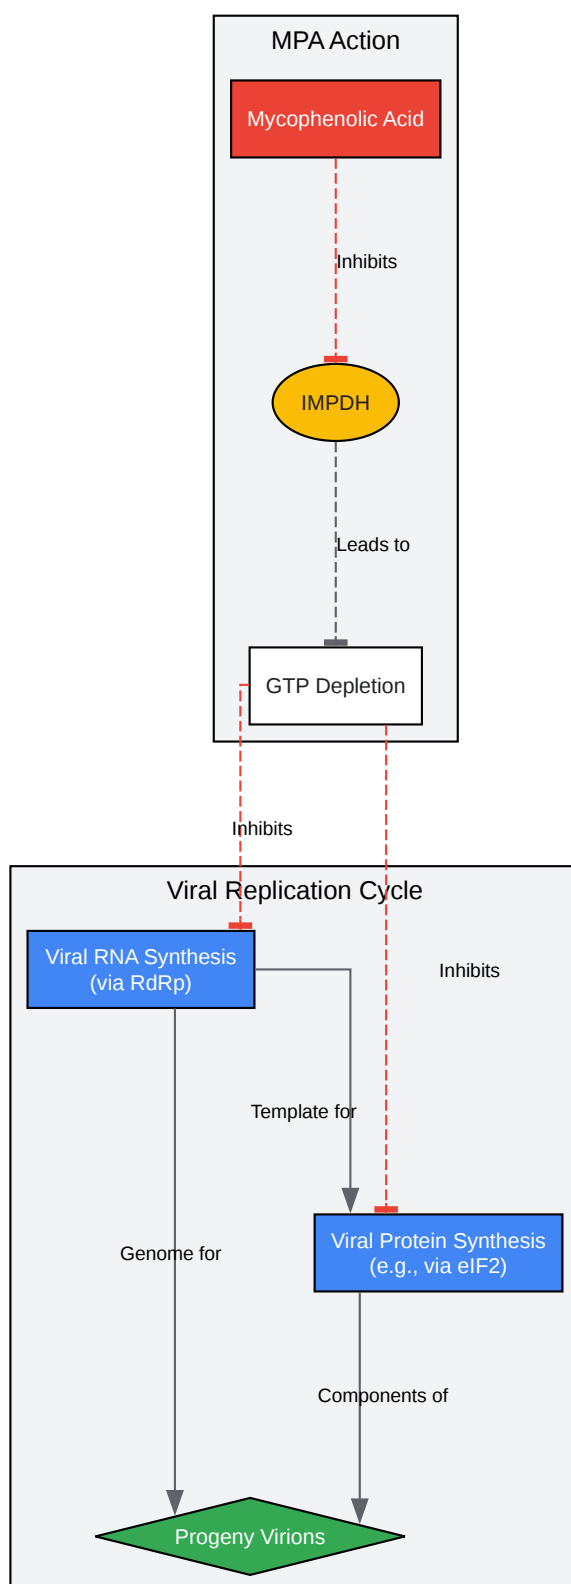 MPA Action
Mycophenolic Acid
Inhibits
IMPDH
Leads to
GTP Depletion
Inhibits
Viral Replication Cycle
Viral RNA Synthesis
(via RdRp)
Inhibits
Template for
Viral Protein Synthesis
(e.g., via eIF2)
Genome for
Components of
Progeny Virions